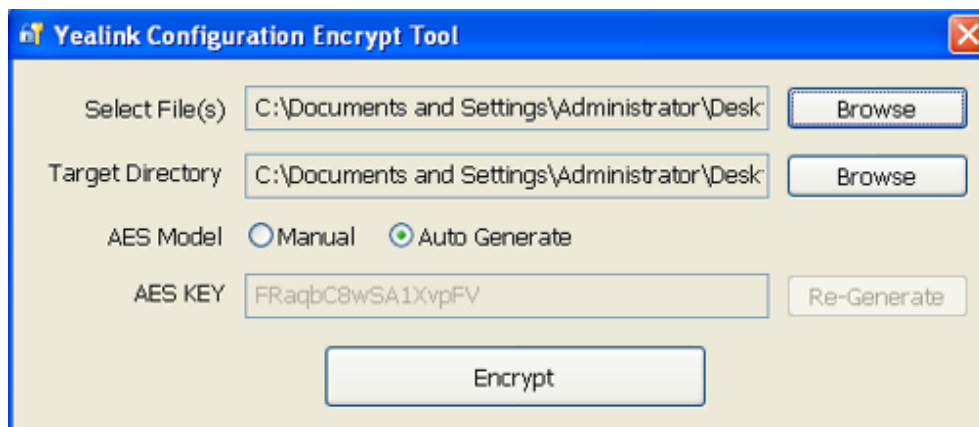 Yealink Configuration Encrypt Tool
Select File(s) C:\Documents and Settings\Administrator\Desk Browse
Target Directory C:\Documents and Settings\Administrator\Desk Browse
AES Model Manual Auto Generate
AES KEY FRaqbC8wSA1XvpFV Re-Generate
Encrypt